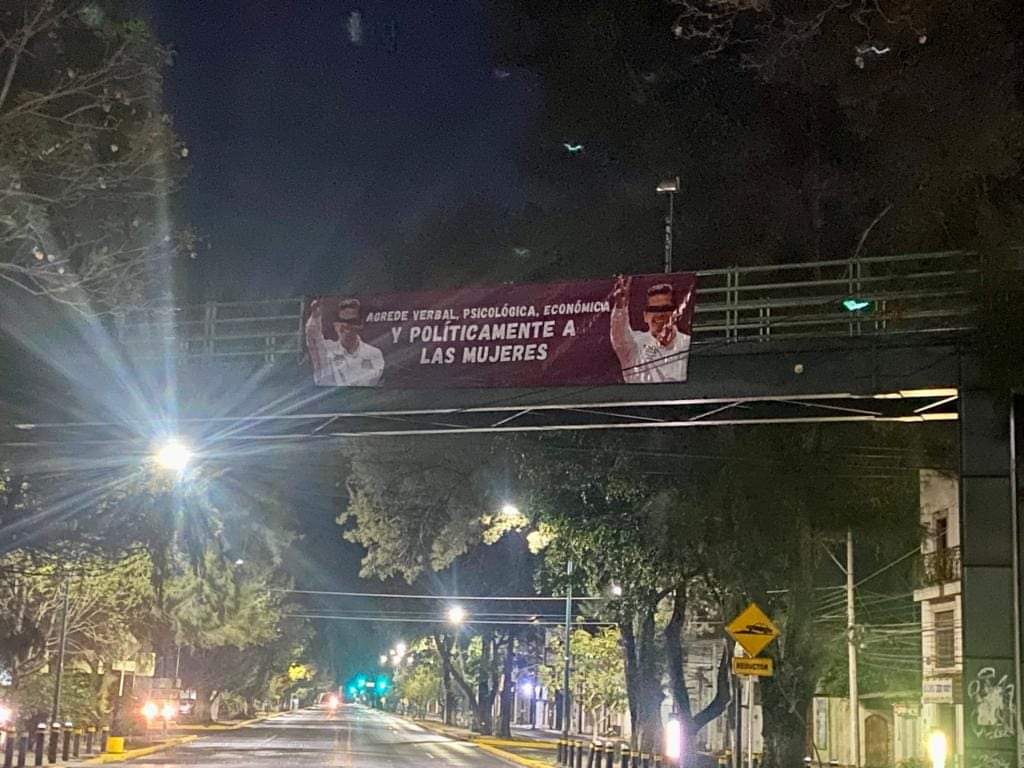 AGREDE VERBAL, PSICOLÓGICA, ECONÓMICA
Y POLÍTICAMENTE A
LAS MUJERES
REDUCTOR